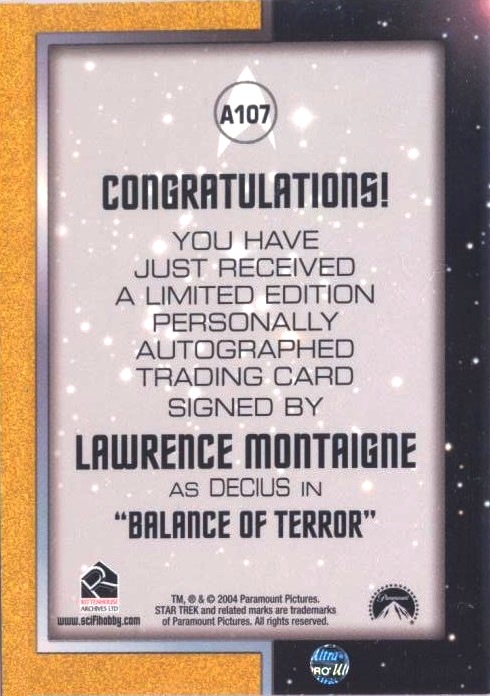 A107
CONGRATULATIONS!
YOU HAVE
JUST RECEIVED
A LIMITED EDITION
PERSONALLY
AUTOGRAPHED
TRADING CARD
SIGNED BY
LAWRENCE MONTAIGNE
AS DECIUS IN
“BALANCE OF TERROR”
RITTENHOUSE
ARCHIVES LTD
www.scifihobby.com
TM, ® & © 2004 Paramount Pictures.
STAR TREK and related marks are trademarks
of Paramount Pictures. All rights reserved.
Paramount
Ultra